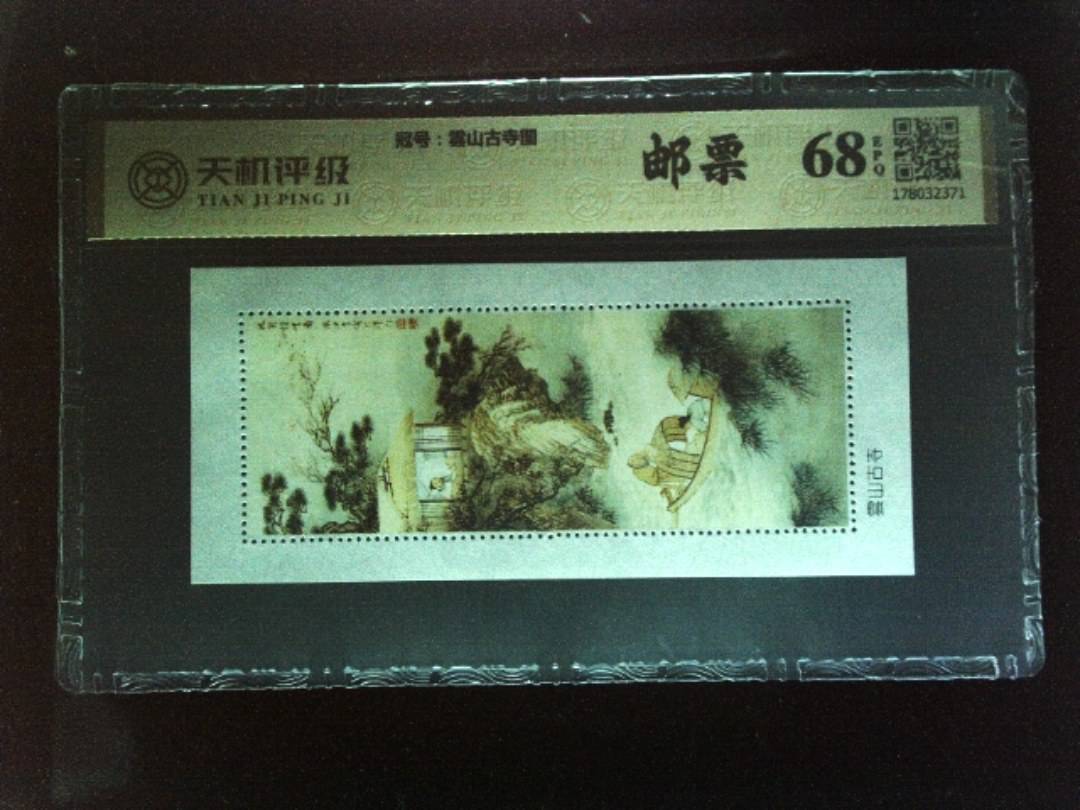 天机评级
TIAN JI PING JI
冠号：雲山古寺圖
邮票
68
EPQ
178032371
雲山古寺